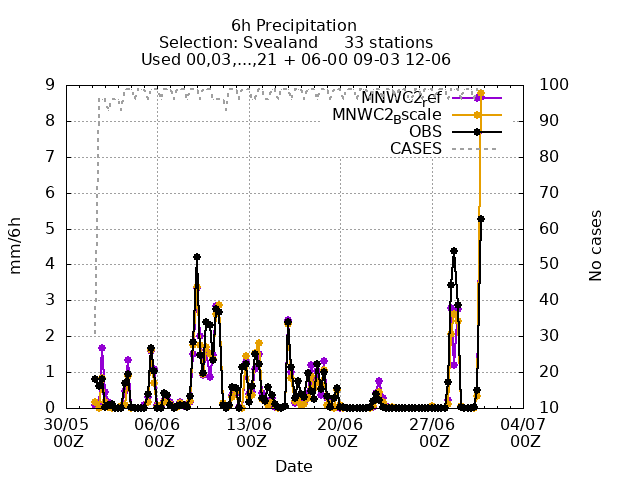 6h Precipitation
Selection: Svealand 33 stations
Used 00,03,...,21 + 06-00 09-03 12-06
9 100
MNWC2ref
8 MNWC2Bscale 90
OBS
7 CASES 80
6 70
5 60
mm/6h No cases
4 50
3 40
2 30
1 20
0 10
30/05 06/06 13/06 20/06 27/06 04/07
00Z 00Z 00Z 00Z 00Z 00Z
Date